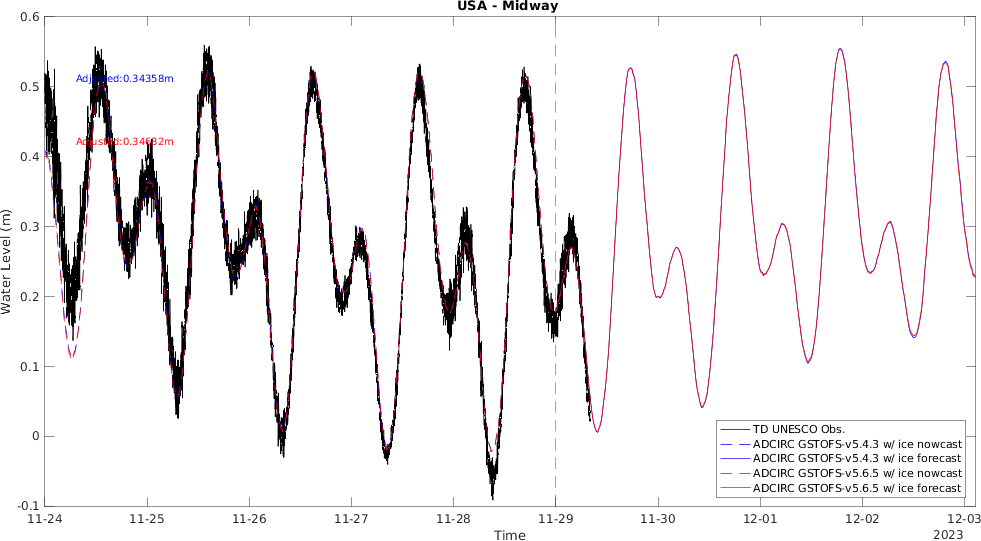 USA - Midway
0.6
0.5
0.4
0.3
0.2
0.1
0
-0.1
Water Level (m)
Adjusted:0.34358m
Adjusted:0.34632m
TD UNESCO Obs.
ADCIRC GSTOFS-v5.4.3 w/ ice nowcast
ADCIRC GSTOFS-v5.4.3 w/ ice forecast
ADCIRC GSTOFS-v5.6.5 w/ ice nowcast
ADCIRC GSTOFS-v5.6.5 w/ ice forecast
11-24 11-25 11-26 11-27 11-28 11-29 11-30 12-01 12-02 12-03
Time
2023